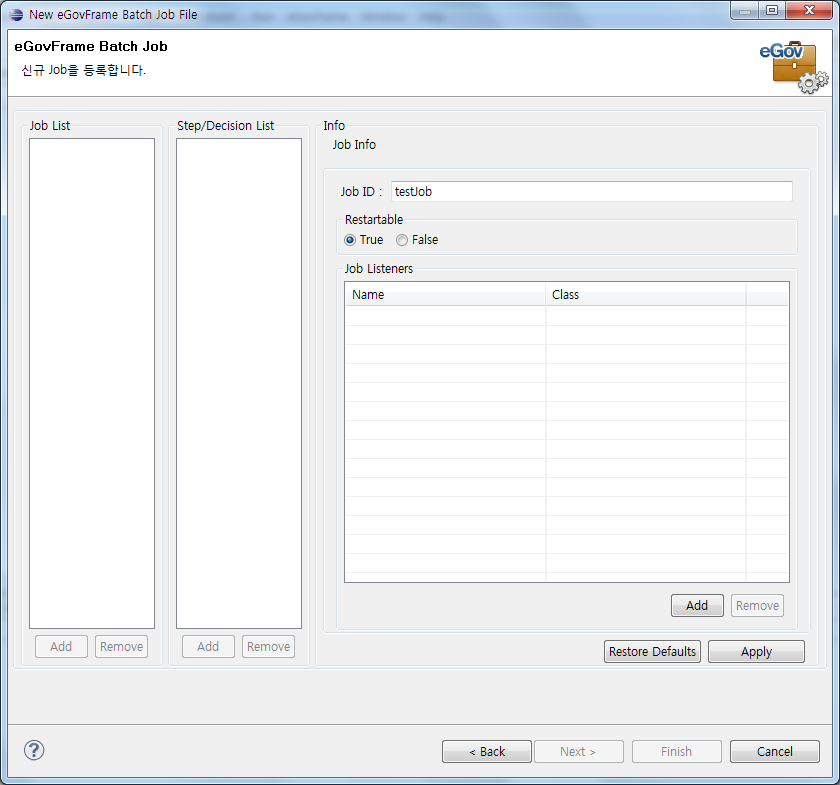 New eGovFrame Batch Job File
eGovFrame Batch Job
신규 Job을 등록합니다.
eGov
Job List
Step/Decision List
Info
Job Info
Job ID :
testJob
Restartable
True
False
Job Listeners
Name
Class
Add
Remove
Add
Remove
Add
Remove
Restore Defaults
Apply
?
< Back
Next >
Finish
Cancel